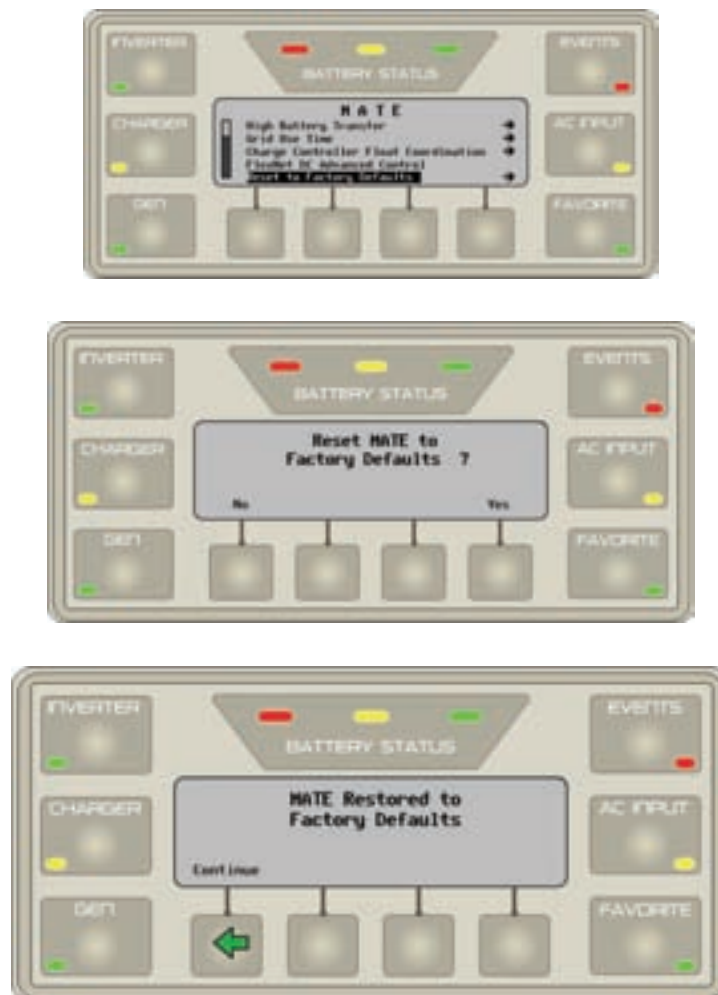 INVERTER
BATTERY STATUS
EVENTS
CHARGER
MATE
High Battery Transfer
Grid Use Time
Charge Controller Float Coordination
FlexNet DC Advanced Control
Reset to Factory Defaults
AC INPUT
GEN
FAVORITE
INVERTER
BATTERY STATUS
EVENTS
CHARGER
Reset MATE to
Factory Defaults ?
No Yes
AC INPUT
GEN
FAVORITE
INVERTER
BATTERY STATUS
EVENTS
CHARGER
MATE Restored to
Factory Defaults
Continue
AC INPUT
GEN
FAVORITE